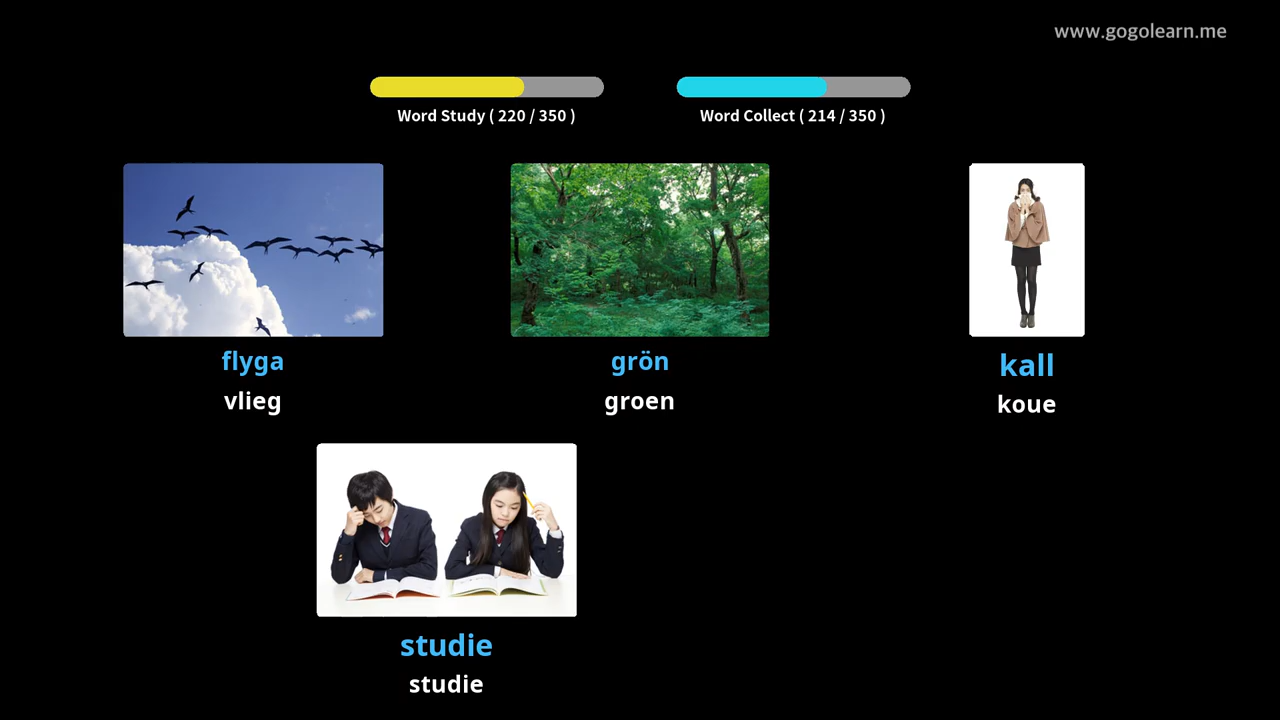 www.gogolearn.me
Word Study ( 220 / 350 )
Word Collect ( 214 / 350 )
flyga
vlieg
grön
groen
kall
koue
studie
studie